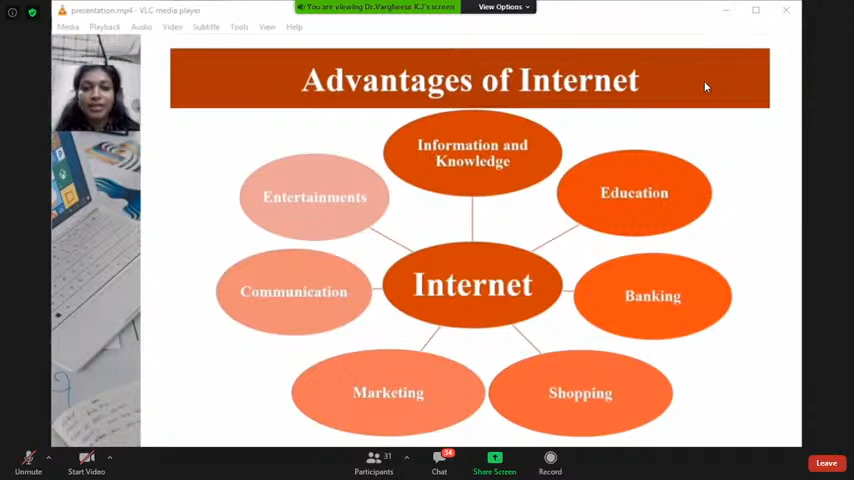 presentation.mp4 - VLC media player
You are viewing Dr.Varghese K.J's screen
View Options
Media Playback Audio Video Subtitle Tools View Help
Advantages of Internet
Information and
Knowledge
Entertainments
Education
Internet
Communication
Banking
Marketing
Shopping
31
34
Unmute
Start Video
Participants
Chat
Share Screen
Record
Leave